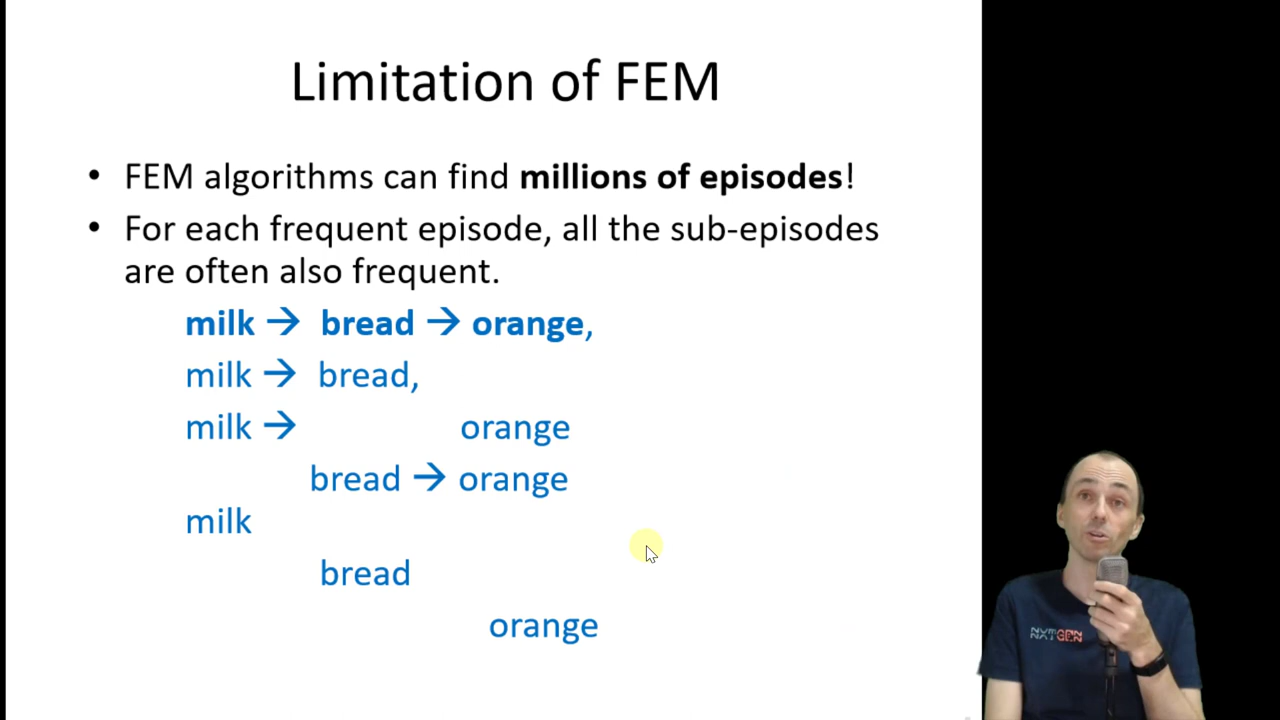 Limitation of FEM
• FEM algorithms can find millions of episodes!
• For each frequent episode, all the sub-episodes
are often also frequent.
milk → bread → orange,
milk → bread,
milk → orange
bread → orange
milk
bread
orange